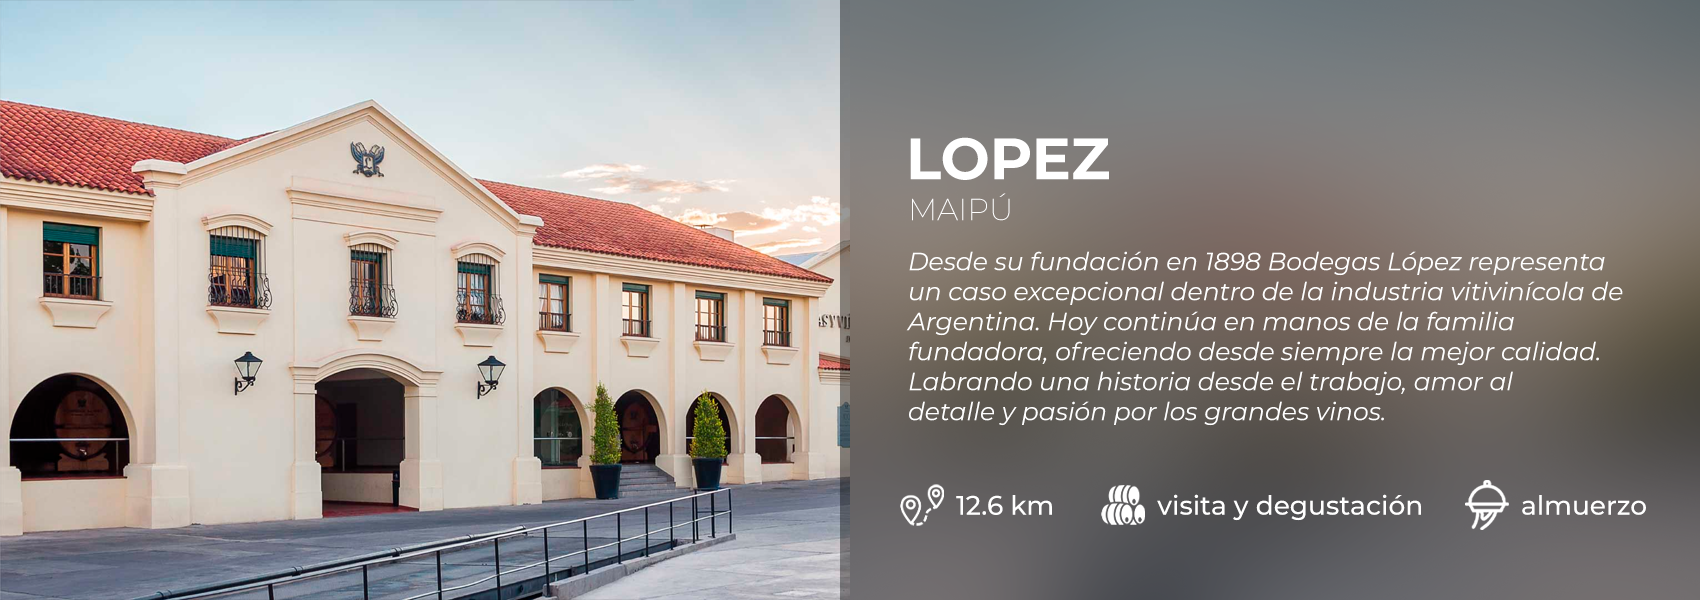 LOPEZ
MAIPÚ
Desde su fundación en 1898 Bodegas López representa
un caso excepcional dentro de la industria vitivinícola de
Argentina. Hoy continúa en manos de la familia
fundadora, ofreciendo desde siempre la mejor calidad.
Labrando una historia desde el trabajo, amor al
detalle y pasión por los grandes vinos.
12.6 km
visita y degustación
almuerzo